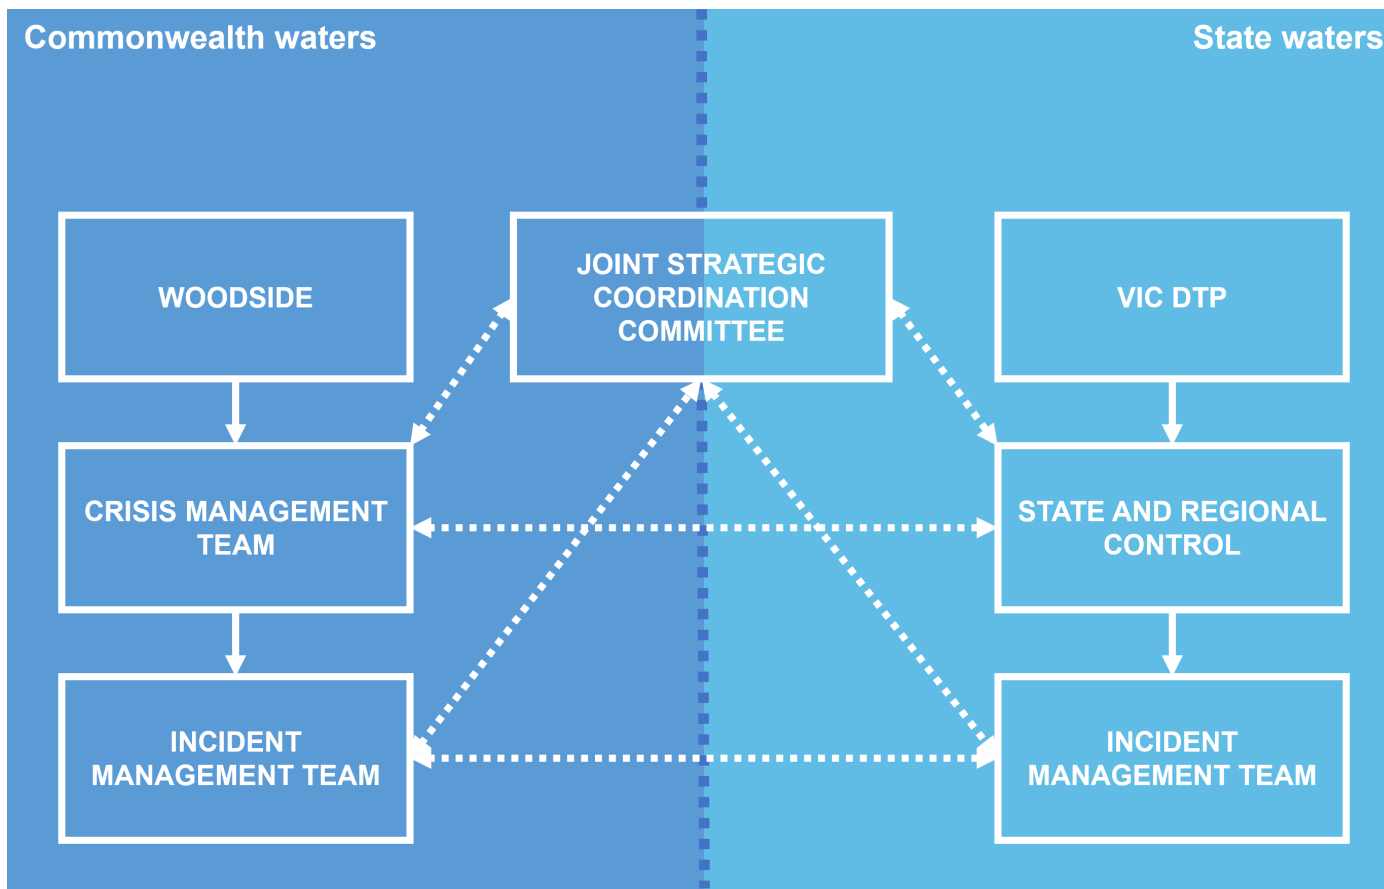 Commonwealth waters
State waters
WOODSIDE
JOINT STRATEGIC
COORDINATION
COMMITTEE
VIC DTP
CRISIS MANAGEMENT
TEAM
STATE AND REGIONAL
CONTROL
INCIDENT
MANAGEMENT TEAM
INCIDENT
MANAGEMENT TEAM